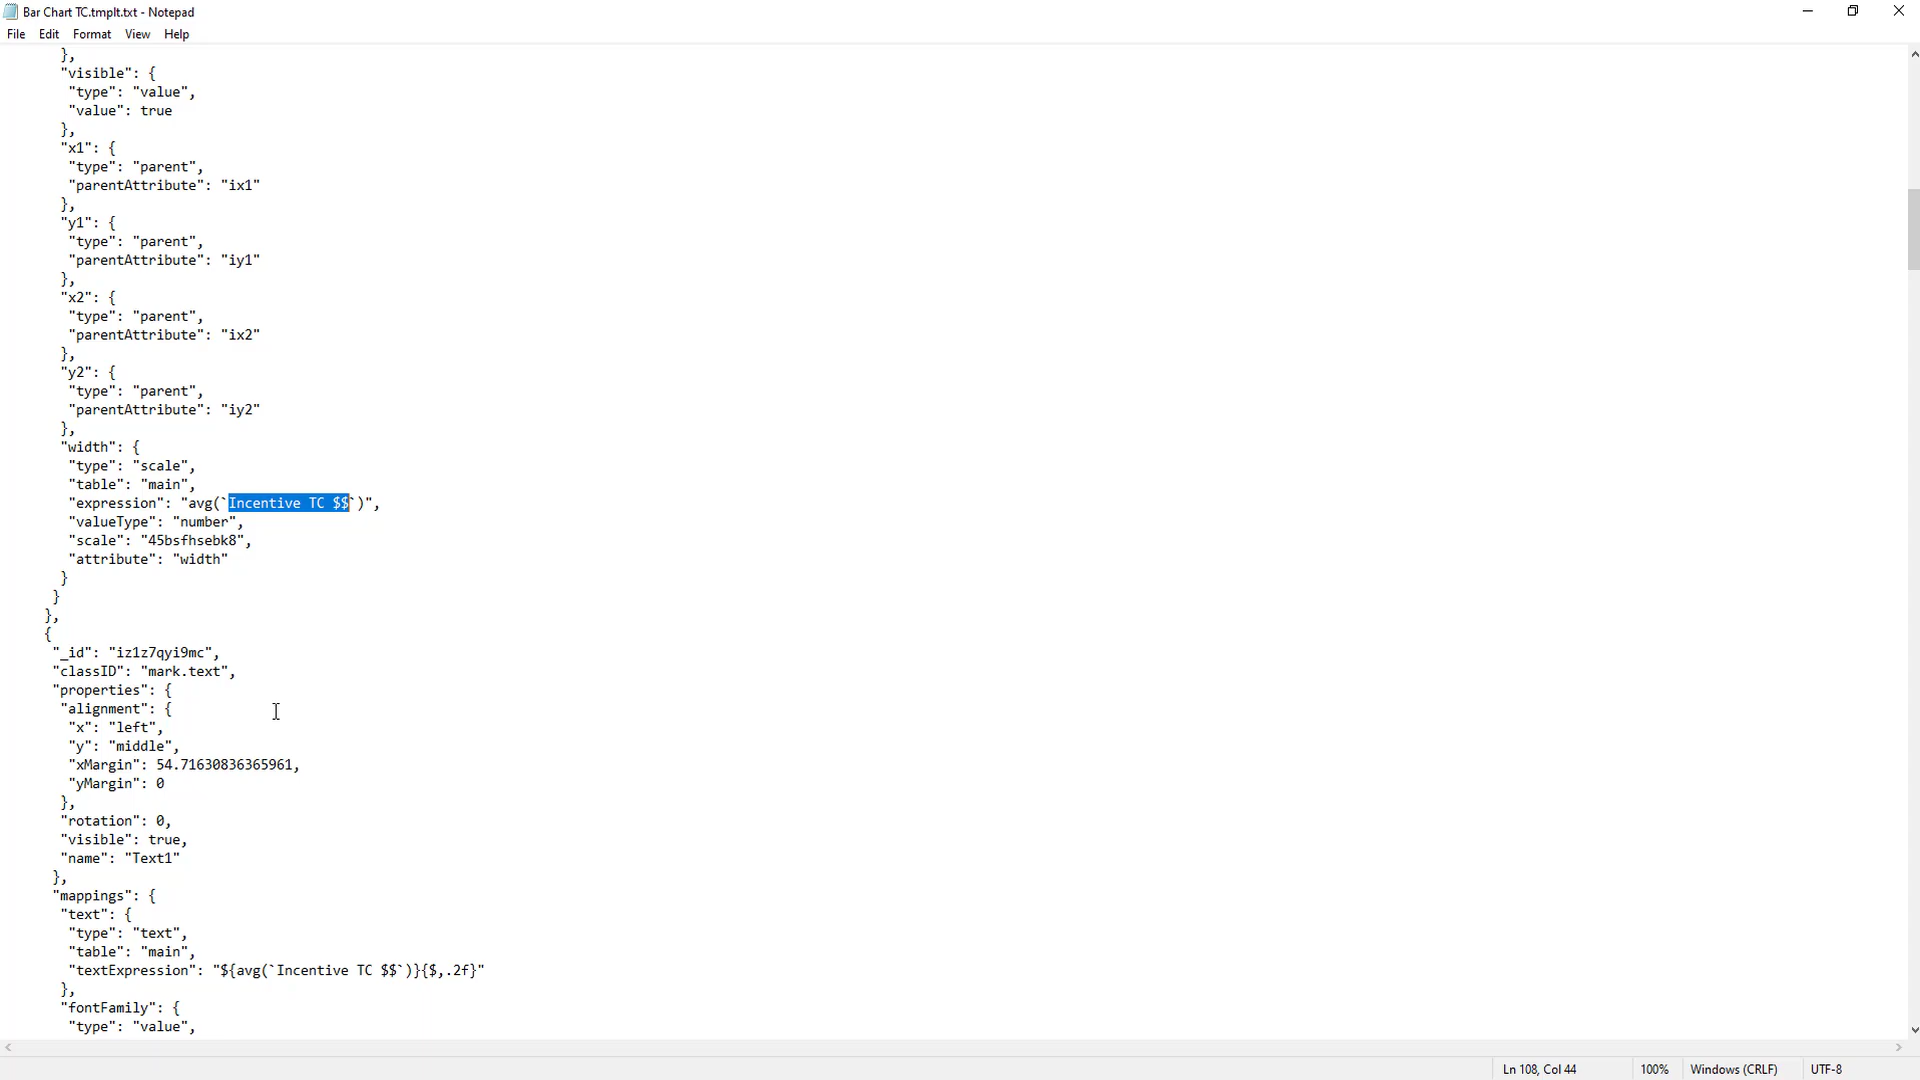 Bar Chart TC.tmplt.txt - Notepad
File Edit Format View Help
},
"visible": {
"type": "value",
"value": true
},
"x1": {
"type": "parent",
"parentAttribute": "ix1"
},
"y1": {
"type": "parent",
"parentAttribute": "iy1"
},
"x2": {
"type": "parent",
"parentAttribute": "ix2"
},
"y2": {
"type": "parent",
"parentAttribute": "iy2"
},
"width": {
"type": "scale",
"table": "main",
"expression": "avg(`Incentive TC $$`)",
"valueType": "number",
"scale": "45bsfhsebk8",
"attribute": "width"
}
}
},
{
"_id": "iz1z7qyi9mc",
"classID": "mark.text",
"properties": {
"alignment": {
"x": "left",
"y": "middle",
"xMargin": 54.71630836365961,
"yMargin": 0
},
"rotation": 0,
"visible": true,
"name": "Text1"
},
"mappings": {
"text": {
"type": "text",
"table": "main",
"textExpression": "${avg(`Incentive TC $$`)}{$,.2f}"
},
"fontFamily": {
"type": "value",
Ln 108, Col 44 100% Windows (CRLF) UTF-8